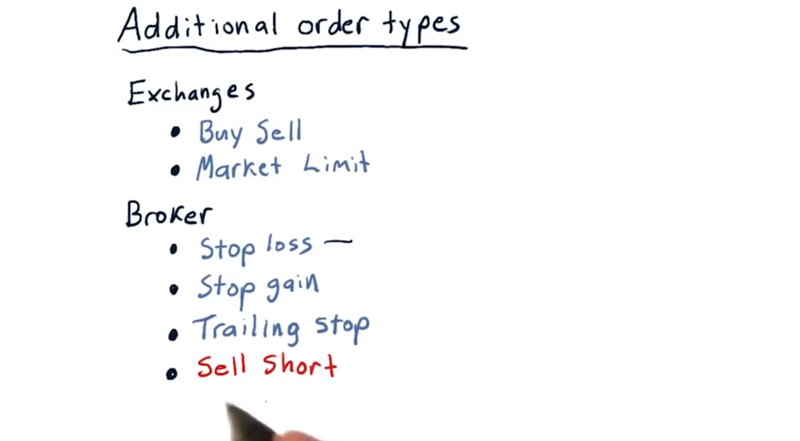 Additional order types
Exchanges
• Buy Sell
• Market Limit
Broker
• Stop loss —
• Stop gain
• Trailing stop
• Sell Short